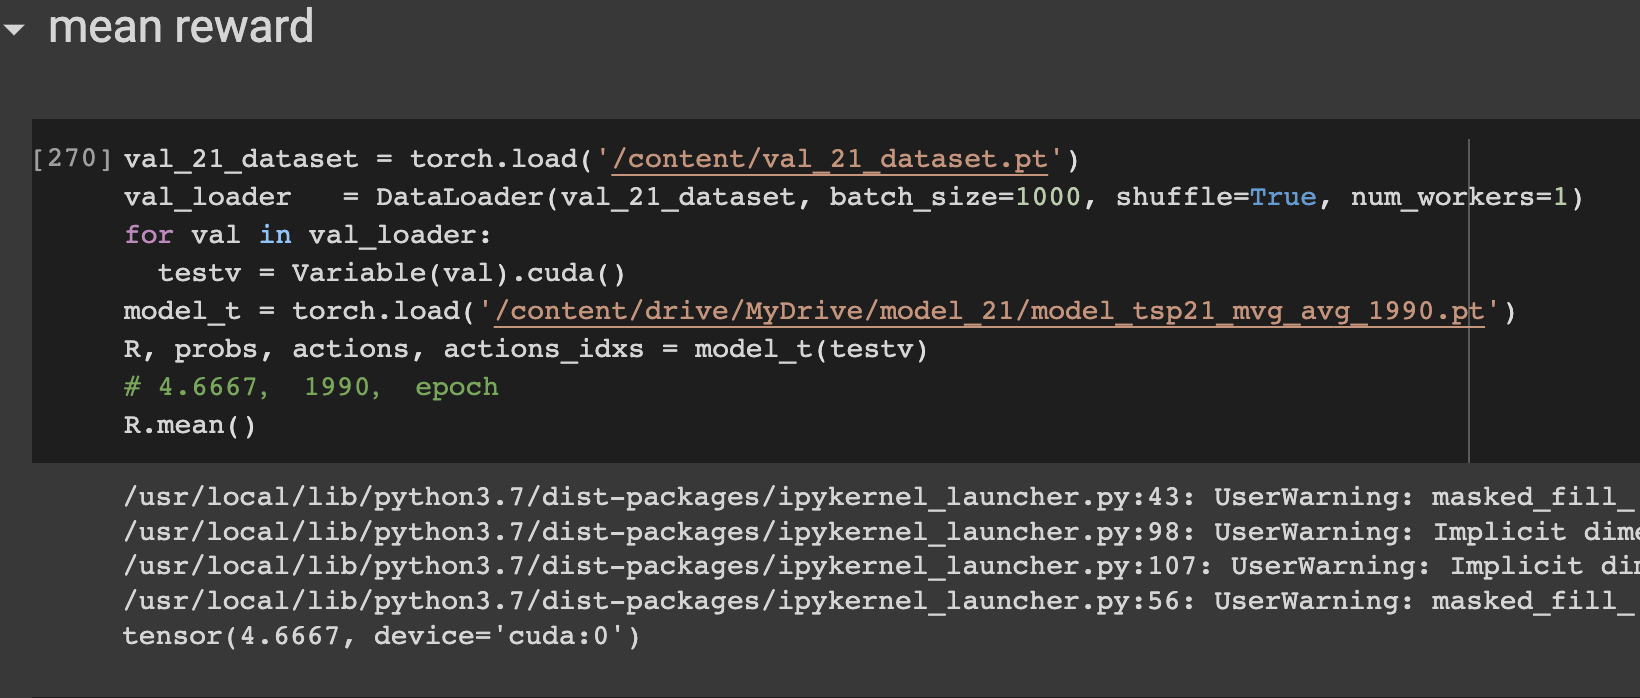 mean reward
[270] val_21_dataset = torch.load('/content/val_21_dataset.pt')
val_loader   = DataLoader(val_21_dataset, batch_size=1000, shuffle=True, num_workers=1)
for val in val_loader:
  testv = Variable(val).cuda()
model_t = torch.load('/content/drive/MyDrive/model_21/model_tsp21_mvg_avg_1990.pt')
R, probs, actions, actions_idxs = model_t(testv)
# 4.6667,  1990,  epoch
R.mean()
/usr/local/lib/python3.7/dist-packages/ipykernel_launcher.py:43: UserWarning: masked_fill_
/usr/local/lib/python3.7/dist-packages/ipykernel_launcher.py:98: UserWarning: Implicit
/usr/local/lib/python3.7/dist-packages/ipykernel_launcher.py:107: UserWarning: Implicit
/usr/local/lib/python3.7/dist-packages/ipykernel_launcher.py:56: UserWarning: masked_fill_
tensor(4.6667, device='cuda:0')